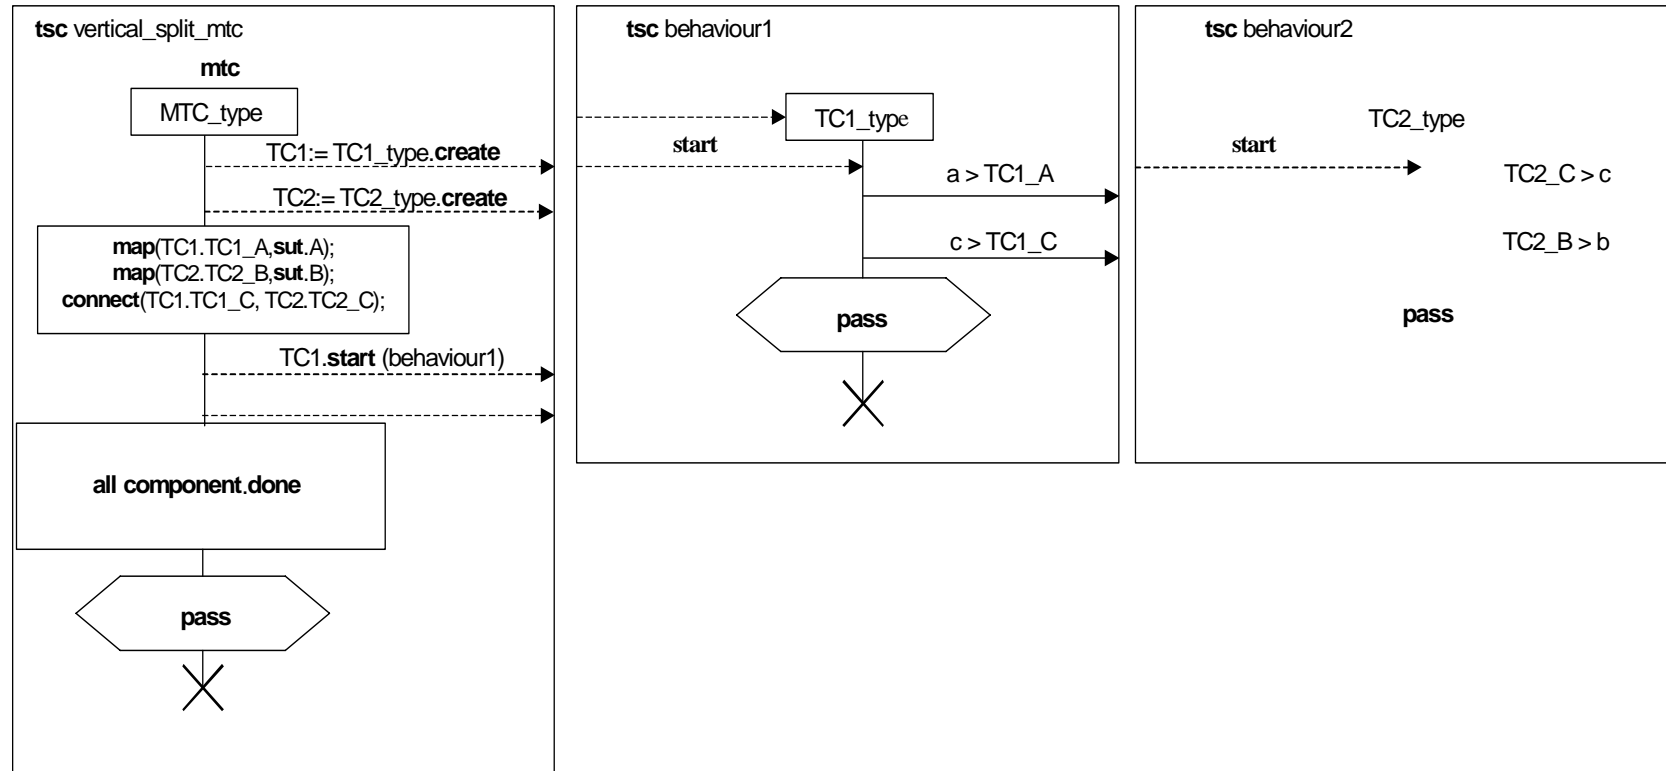 tsc vertical_split_mtc
mtc
MTC_type
TC1:= TC1_type.create
TC2:= TC2_type.create
map(TC1.TC1_A,sut.A);
map(TC2.TC2_B,sut.B);
connect(TC1.TC1_C, TC2.TC2_C);
TC1.start (behaviour1)
all component.done
pass
tsc behaviour1
TC1_type
start
a > TC1_A
c > TC1_C
pass
tsc behaviour2
TC2_type
start
TC2_C > c
TC2_B > b
pass